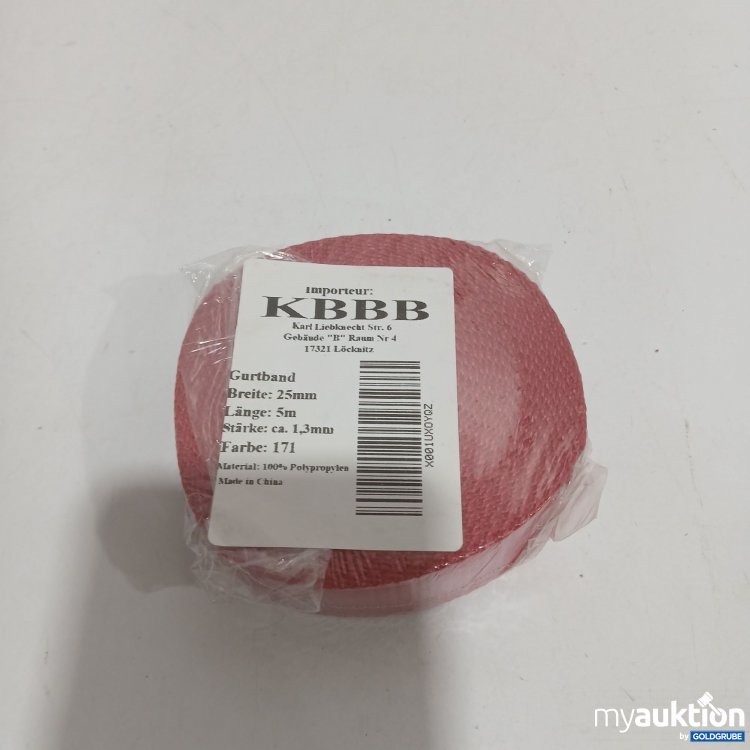 Importeur:
KBBB
Karl Liebknecht Str. 6
Gebäude "B" Raum Nr 4
17321 Löcknitz
Gurtband
Breite: 25mm
Länge: 5m
Stärke: ca. 1,3mm
Farbe: 171
Material: 100% Polypropylen
Made in China
X001UXOYQZ
myauktion
by GOLDGRUBE